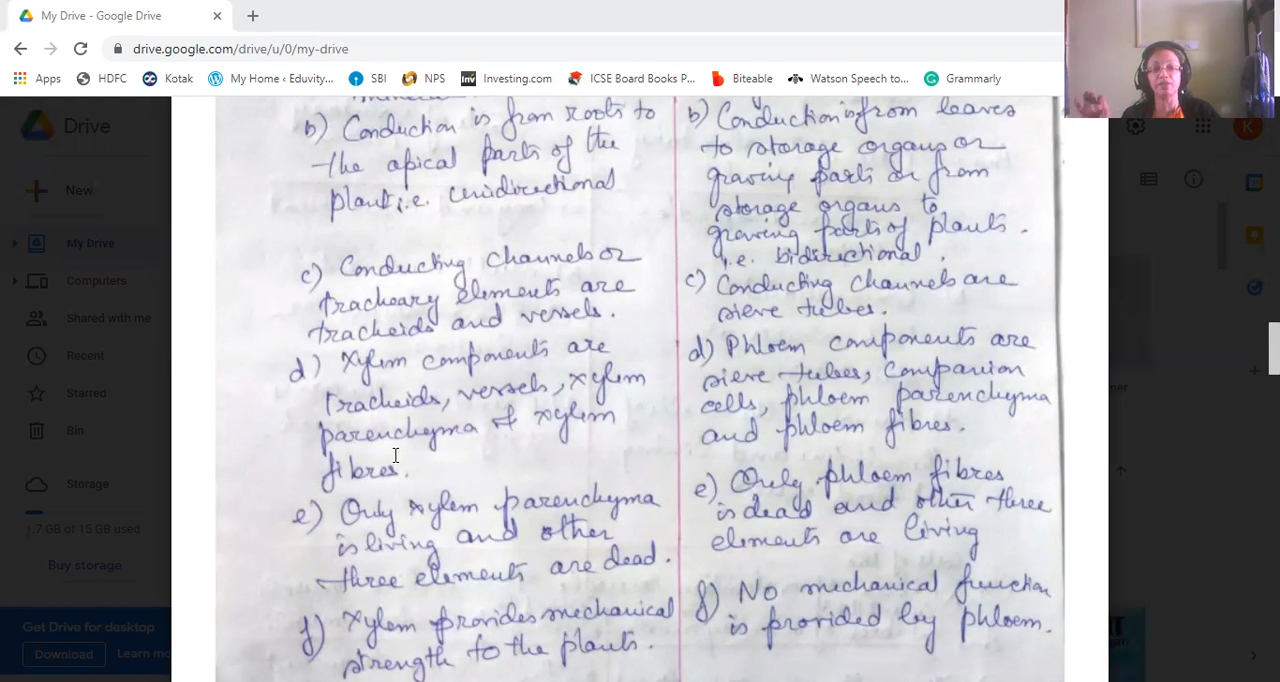 My Drive - Google Drive
drive.google.com/drive/u/0/my-drive
Apps HDFC Kotak My Home ‹ Eduvity... SBI NPS Investing.com ICSE Board Books P... Biteable Watson Speech to... Grammarly
Drive
K
New
My Drive
Computers
Shared with me
Recent
Starred
Bin
Storage
1.7 GB of 15 GB used
Buy storage
Get Drive for desktop
Download Learn mo
b) Conduction is from roots to
the apical parts of the
plant i.e. unidirectional
c) Conducting channels or
tracheary elements are
tracheids and vessels.
d) Xylem components are
tracheids, vessels, xylem
parenchyma & xylem
fibres.
e) Only xylem parenchyma
is living and other
three elements are dead.
f) Xylem provides mechanical
strength to the plants.
b) Conduction is from leaves
to storage organs or
growing parts or from
storage organs to
growing parts of plants.
i.e. bidirectional.
c) Conducting channels are
sieve tubes.
d) Phloem components are
sieve tubes, companion
cells, phloem parenchyma
and phloem fibres.
e) Only phloem fibres
is dead and other three
elements are living
f) No mechanical function
is provided by phloem.